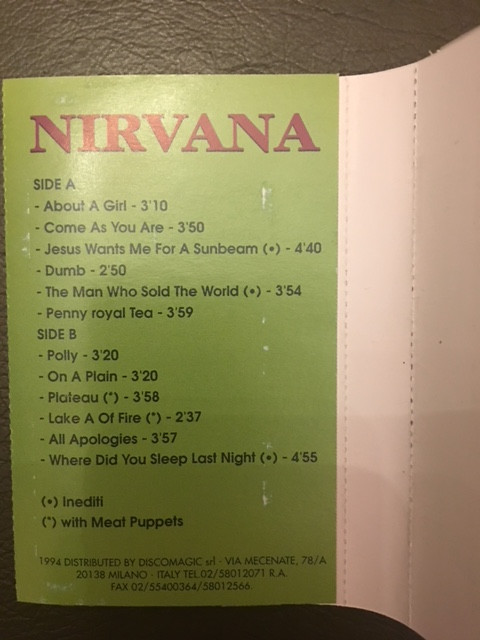 NIRVANA
SIDE A
- About A Girl - 3'10
- Come As You Are - 3'50
- Jesus Wants Me For A Sunbeam (•) - 4'40
- Dumb - 2'50
- The Man Who Sold The World (•) - 3'54
- Penny royal Tea - 3'59
SIDE B
- Polly - 3'20
- On A Plain - 3'20
- Plateau (*) - 3'58
- Lake A Of Fire (*) - 2'37
- All Apologies - 3'57
- Where Did You Sleep Last Night (•) - 4'55
(•) Inediti
(*) with Meat Puppets
1994 DISTRIBUTED BY DISCOMAGIC srl - VIA MECENATE, 78/A
20138 MILANO - ITALY TEL.02/58012071 R.A.
FAX 02/55400364/58012566